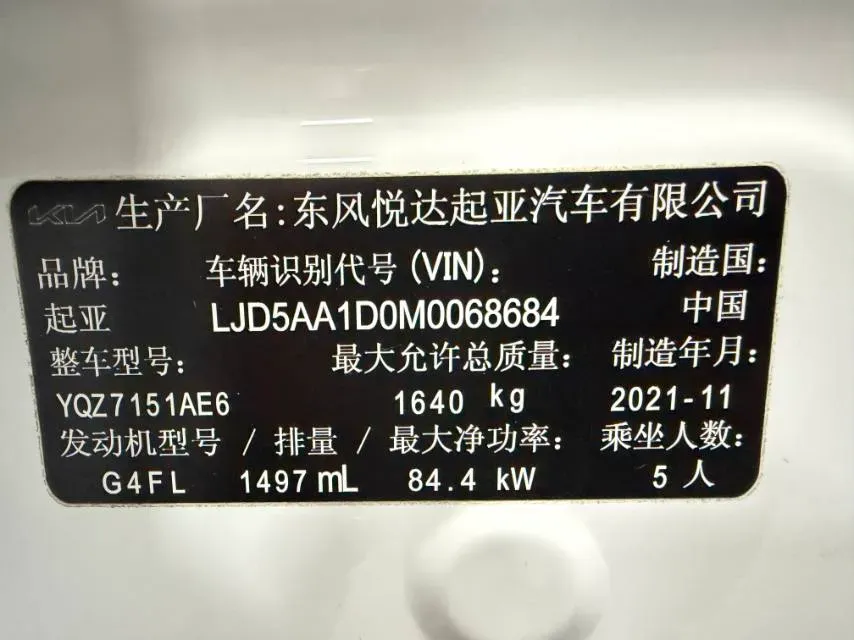 KIA 生产厂名:东风悦达起亚汽车有限公司
品牌: 车辆识别代号(VIN): 制造国:
起亚 LJD5AA1D0M0068684 中国
整车型号: 最大允许总质量: 制造年月:
YQZ7151AE6 1640 kg 2021-11
发动机型号 / 排量 / 最大净功率: 乘坐人数:
G4FL 1497 mL 84.4 kW 5 人